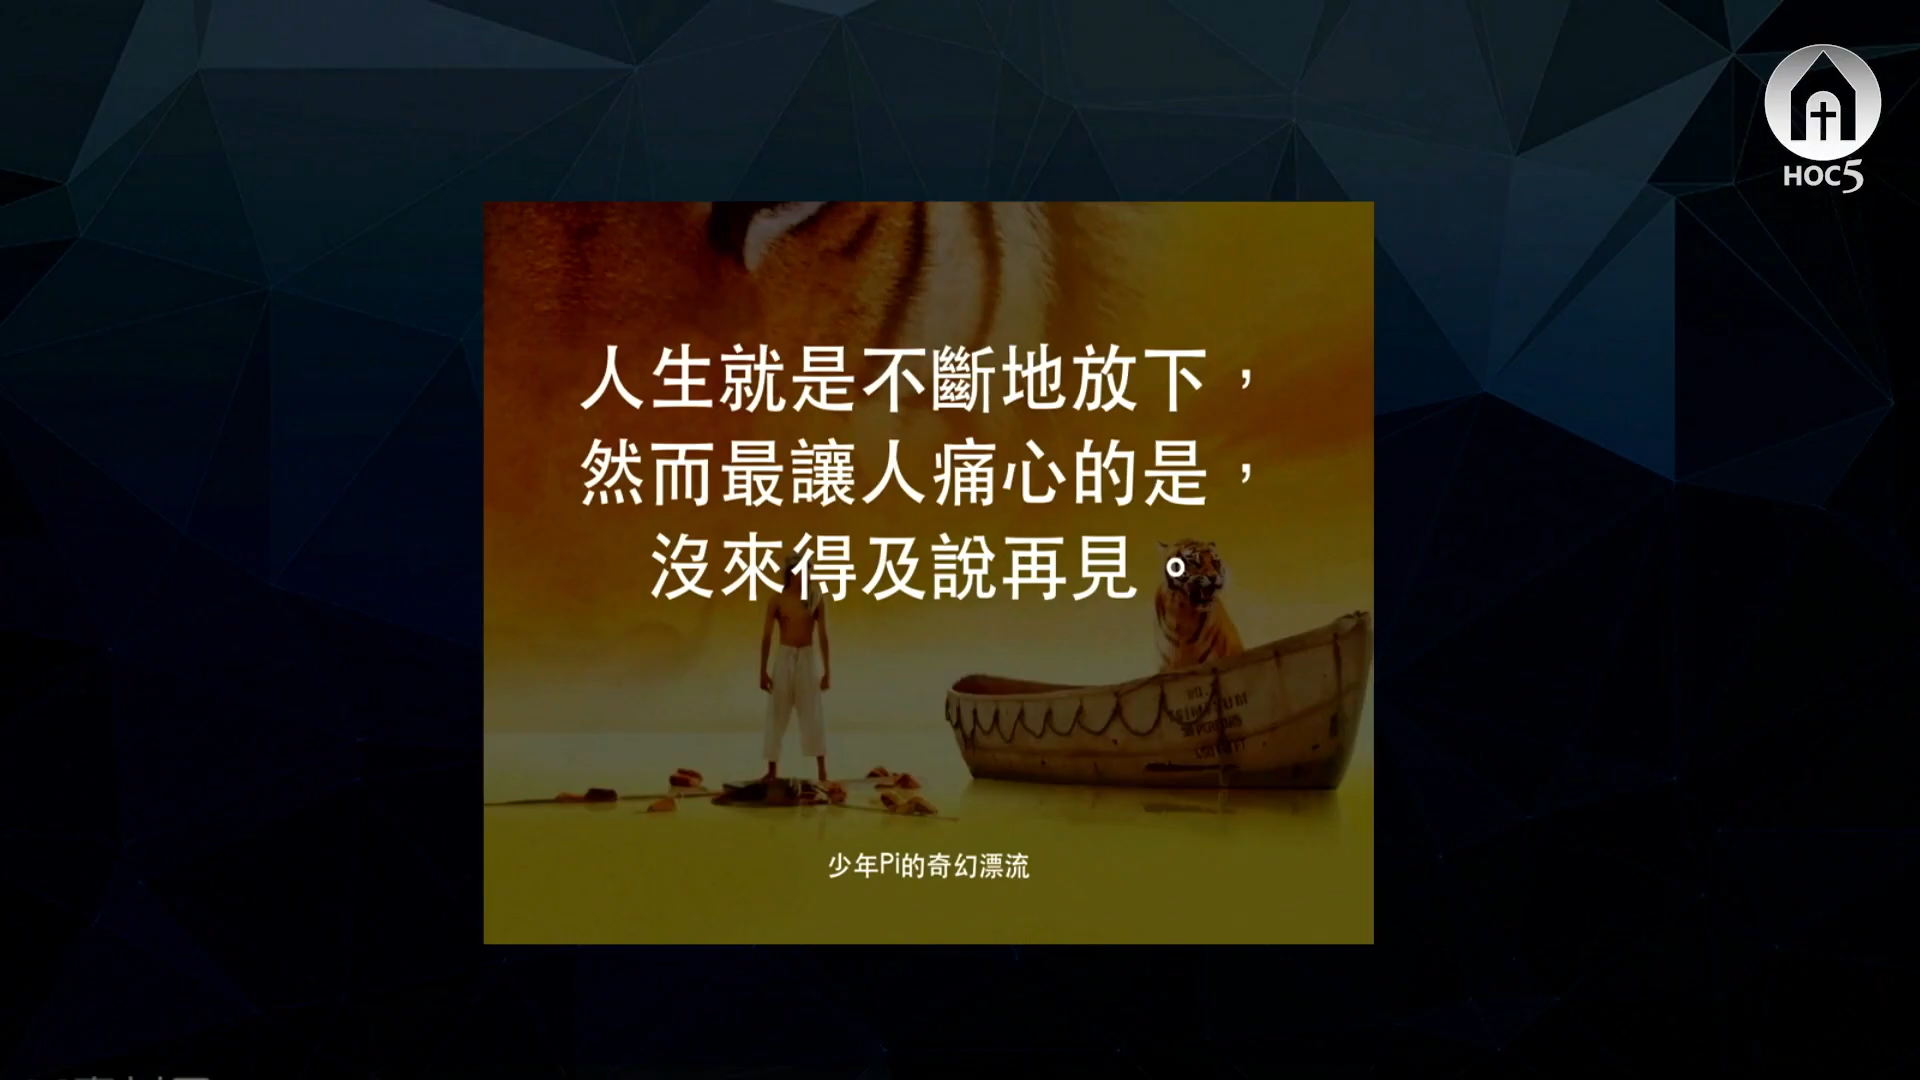 HOC5
人生就是不斷地放下，
然而最讓人痛心的是，
沒來得及說再見。
少年Pi的奇幻漂流